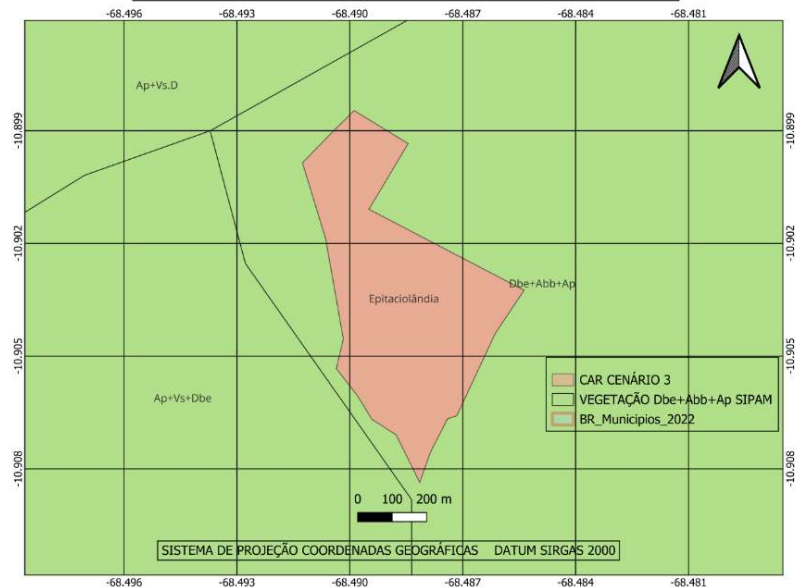 -68.496 -68.493 -68.490 -68.487 -68.484 -68.481
Ap+Vs.D
-10.899 -10.899
-10.902 -10.902
Dbe+Abb+Ap
Epitaciolândia
-10.905 -10.905
CAR CENÁRIO 3
Ap+Vs+Dbe
VEGETAÇÃO Dbe+Abb+Ap SIPAM
BR_Municipios_2022
-10.908 -10.908
0 100 200 m
SISTEMA DE PROJEÇÃO COORDENADAS GEOGRÁFICAS DATUM SIRGAS 2000
-68.496 -68.493 -68.490 -68.487 -68.484 -68.481